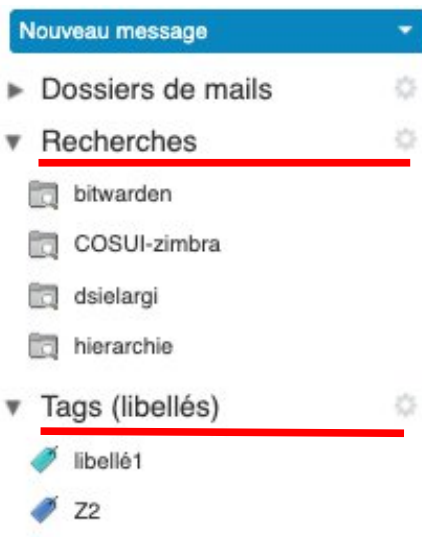 Nouveau message
Dossiers de mails
Recherches
bitwarden
COSUI-zimbra
dsielargi
hierarchie
Tags (libellés)
libellé1
Z2